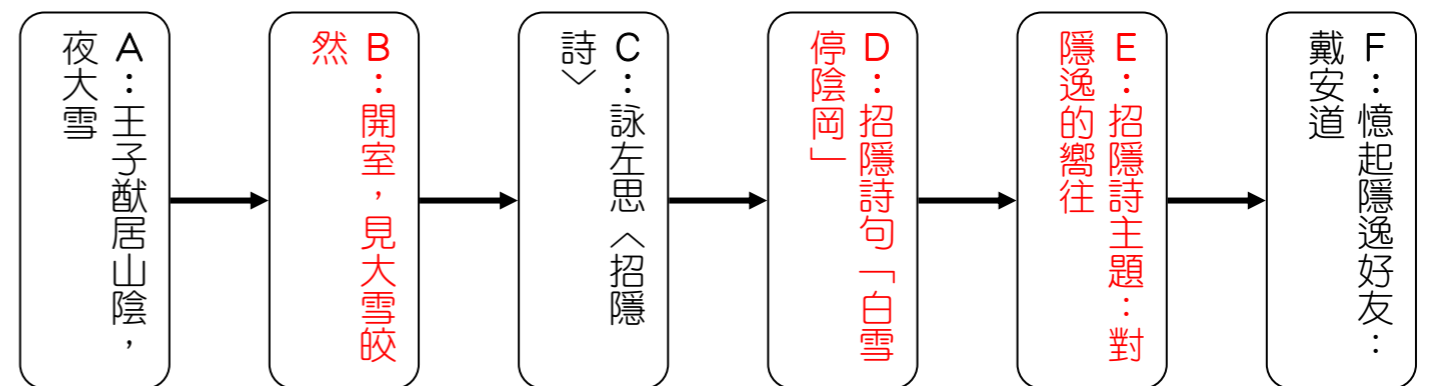 A：王子猷居山陰，
夜大雪
B：開室，見大雪皎
然
C：詠左思〈招隱
詩〉
D：招隱詩句「白雪
停陰岡」
E：招隱詩主題：對
隱逸的嚮往
F：憶起隱逸好友：
戴安道